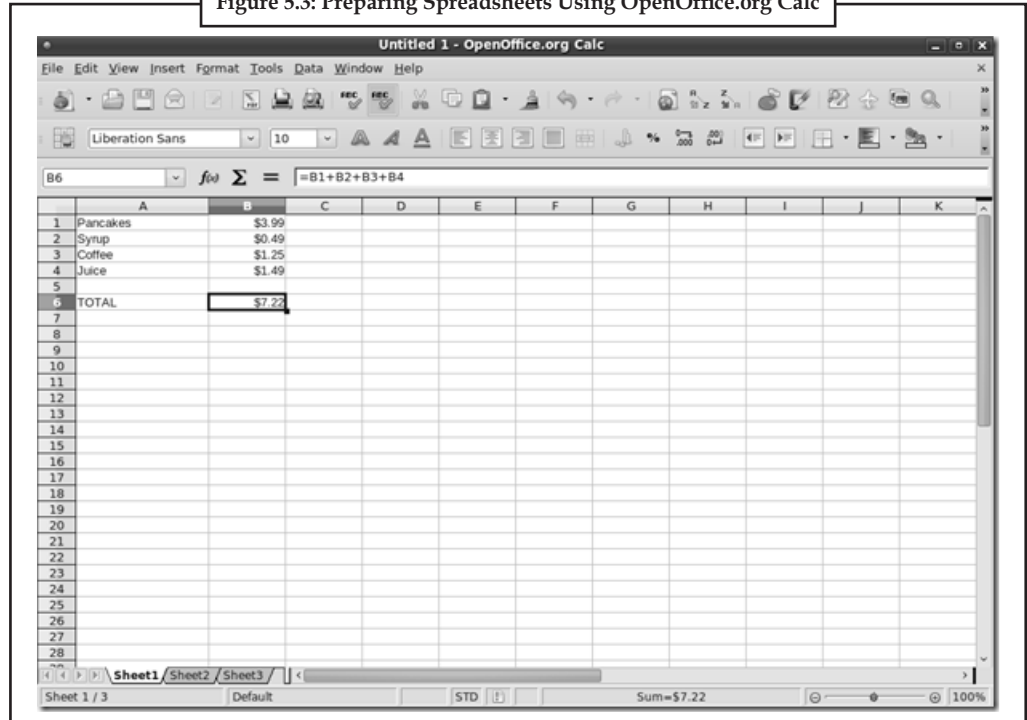 Figure 5.3: Preparing Spreadsheets Using OpenOffice.org Calc
Untitled 1 - OpenOffice.org Calc
File Edit View Insert Format Tools Data Window Help
Liberation Sans 10
B6 f(x) Σ = =B1+B2+B3+B4
A B C D E F G H I J K
1 Pancakes $3.99
2 Syrup $0.49
3 Coffee $1.25
4 Juice $1.49
5
6 TOTAL $7.22
7
8
9
10
11
12
13
14
15
16
17
18
19
20
21
22
23
24
25
26
27
28
Sheet1 Sheet2 Sheet3
Sheet 1 / 3 Default STD Sum=$7.22 100%